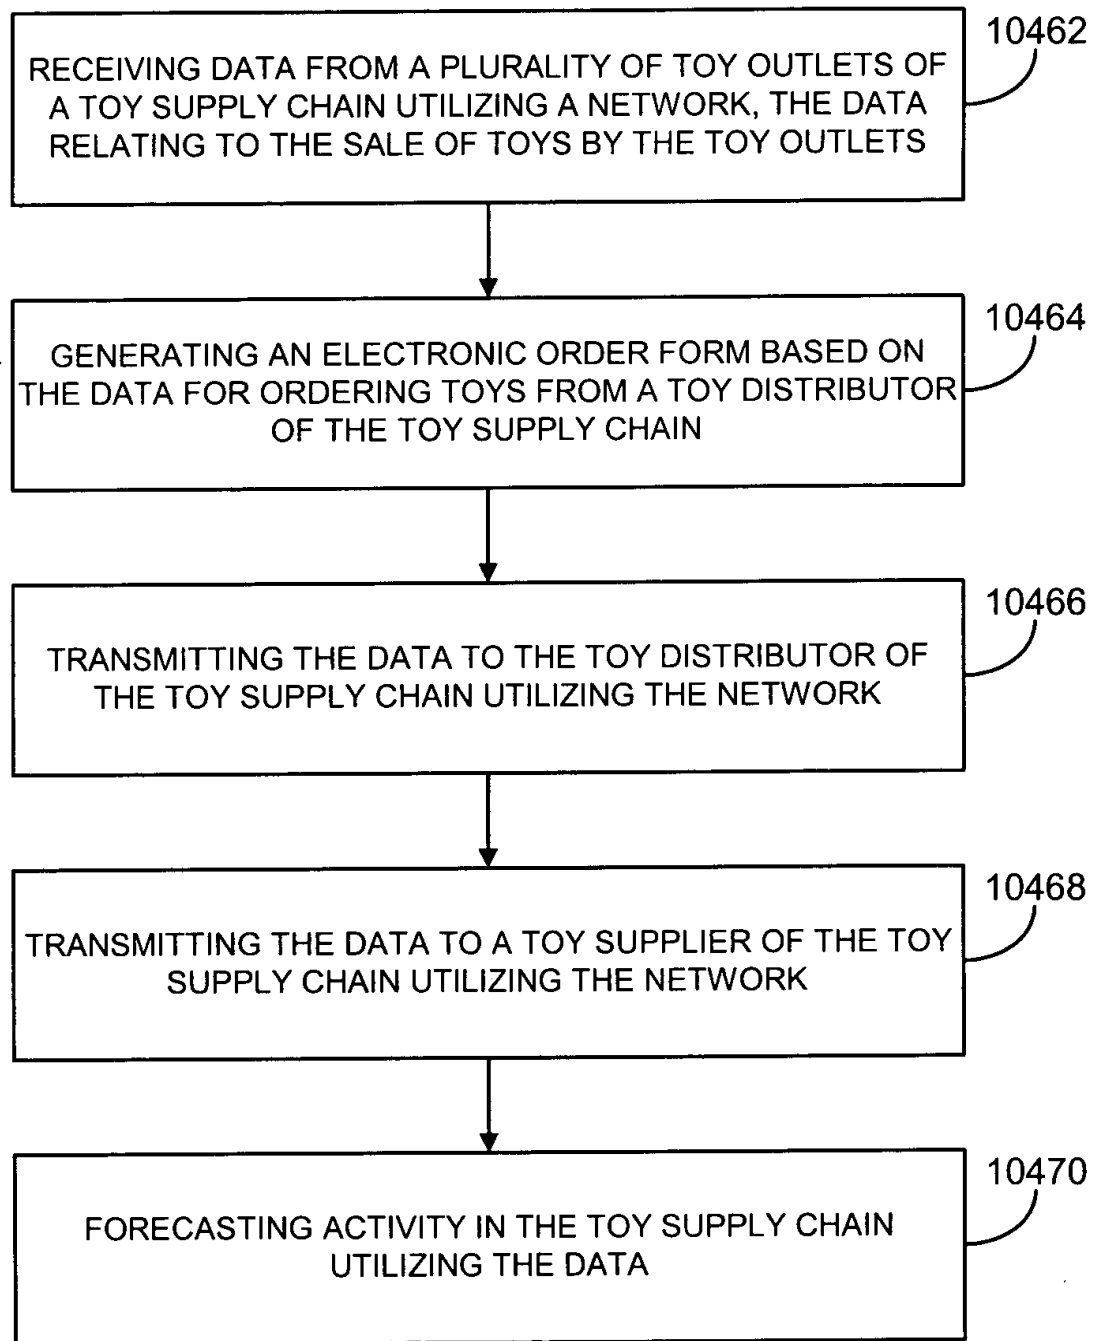 10462
RECEIVING DATA FROM A PLURALITY OF TOY OUTLETS OF
A TOY SUPPLY CHAIN UTILIZING A NETWORK, THE DATA
RELATING TO THE SALE OF TOYS BY THE TOY OUTLETS
10464
GENERATING AN ELECTRONIC ORDER FORM BASED ON
THE DATA FOR ORDERING TOYS FROM A TOY DISTRIBUTOR
OF THE TOY SUPPLY CHAIN
10466
TRANSMITTING THE DATA TO THE TOY DISTRIBUTOR OF
THE TOY SUPPLY CHAIN UTILIZING THE NETWORK
10468
TRANSMITTING THE DATA TO A TOY SUPPLIER OF THE TOY
SUPPLY CHAIN UTILIZING THE NETWORK
10470
FORECASTING ACTIVITY IN THE TOY SUPPLY CHAIN
UTILIZING THE DATA